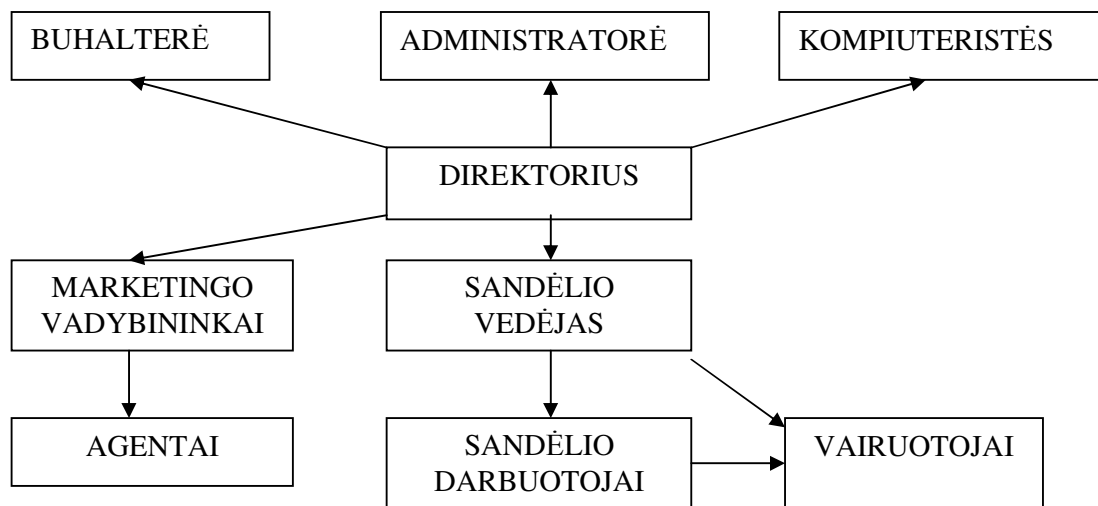 BUHALTERĖ
ADMINISTRATORĖ
KOMPIUTERISTĖS
DIREKTORIUS
MARKETINGO
VADYBININKAI
SANDĖLIO
VEDĖJAS
AGENTAI
SANDĖLIO
DARBUOTOJAI
VAIRUOTOJAI